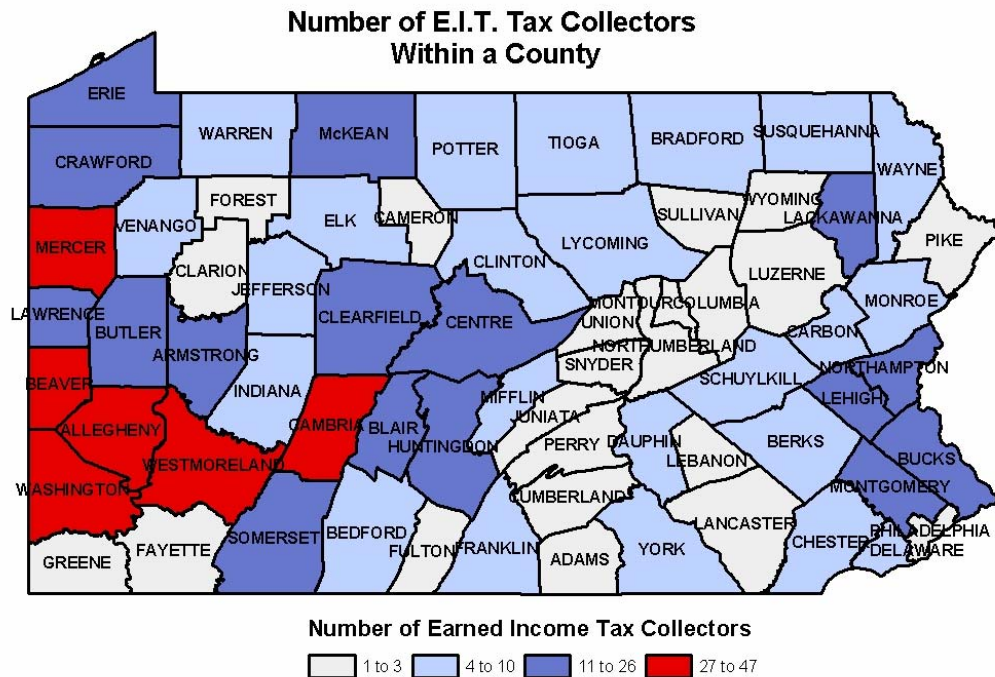 Number of E.I.T. Tax Collectors
Within a County
ERIE
WARREN
McKEAN
POTTER
TIOGA
BRADFORD
SUSQUEHANNA
CRAWFORD
WAYNE
FOREST
ELK
CAMERON
SULLIVAN
WYOMING
LACKAWANNA
VENANGO
MERCER
PIKE
LYCOMING
CLINTON
CLARION
LUZERNE
JEFFERSON
LAWRENCE
BUTLER
CLEARFIELD
CENTRE
MONTOUR
COLUMBIA
MONROE
UNION
CARBON
ARMSTRONG
NORTHUMBERLAND
SNYDER
NORTHAMPTON
BEAVER
INDIANA
MIFFLIN
SCHUYLKILL
LEHIGH
ALLEGHENY
CAMBRIA
BLAIR
HUNTINGDON
JUNIATA
PERRY
DAUPHIN
BERKS
BUCKS
LEBANON
WESTMORELAND
WASHINGTON
CUMBERLAND
MONTGOMERY
LANCASTER
SOMERSET
BEDFORD
FULTON
FRANKLIN
ADAMS
YORK
CHESTER
PHILADELPHIA
DELAWARE
GREENE
FAYETTE
Number of Earned Income Tax Collectors
1 to 3 4 to 10 11 to 26 27 to 47